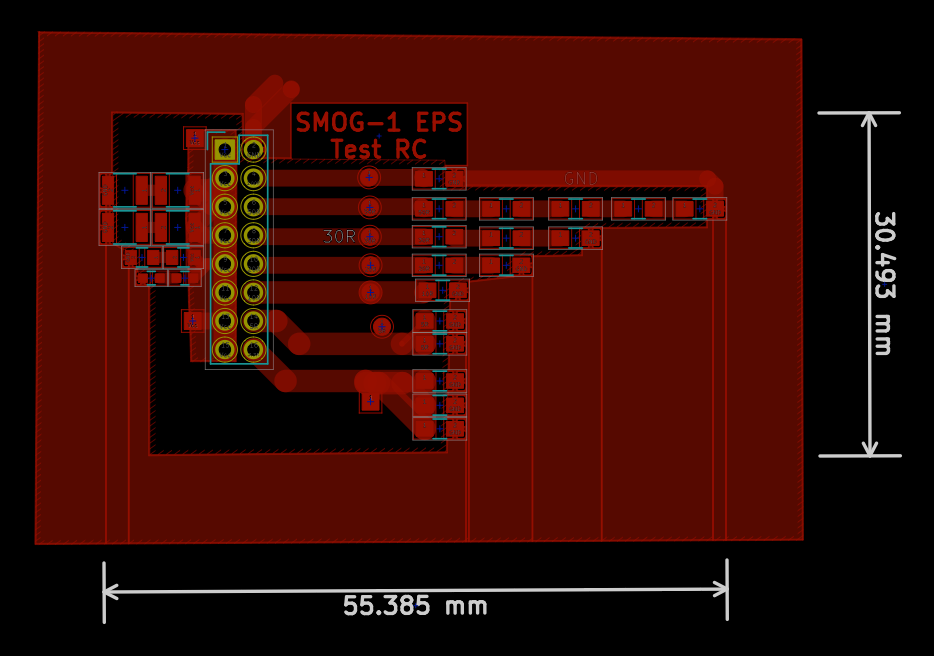 SMOG-1 EPS
Test RC
GND
30R
30.493 mm
55.385 mm